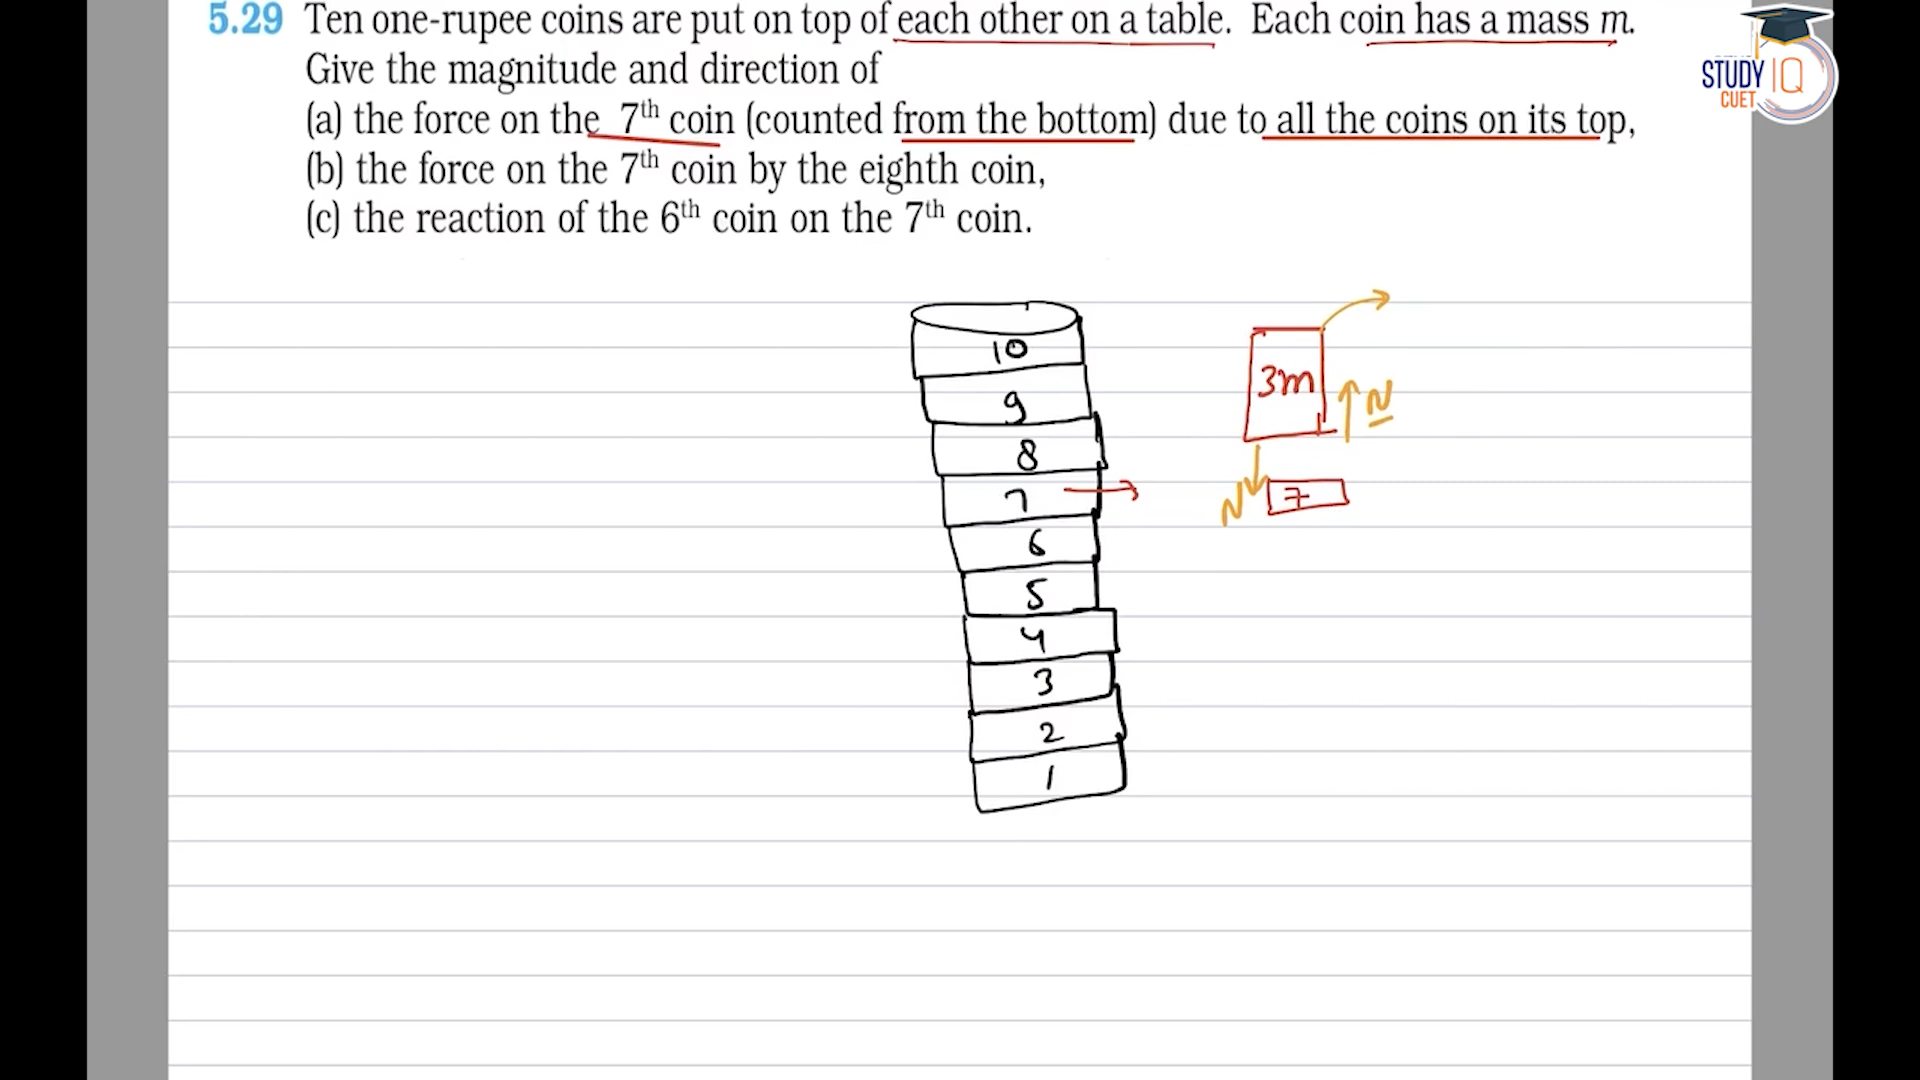 5.29 Ten one-rupee coins are put on top of each other on a table. Each coin has a mass m.
Give the magnitude and direction of
(a) the force on the 7th coin (counted from the bottom) due to all the coins on its top,
(b) the force on the 7th coin by the eighth coin,
(c) the reaction of the 6th coin on the 7th coin.
STUDY IQ
CUET
10
9
8
7
6
5
4
3
2
1
3m
N
N
7